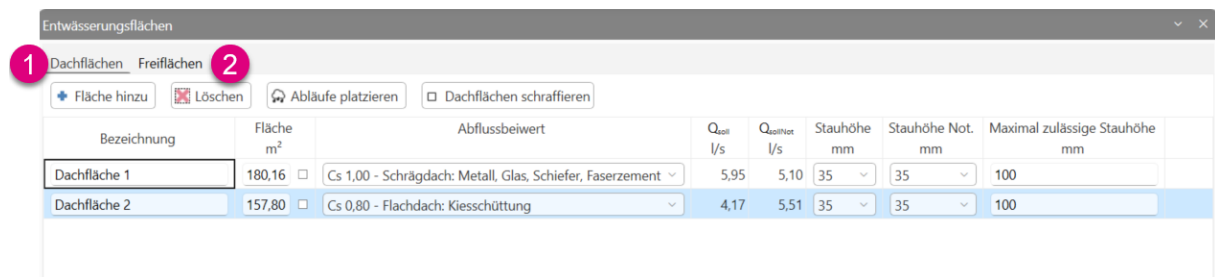 Entwässerungsflächen
1 Dachflächen Freiflächen 2
Fläche hinzu Löschen Abläufe platzieren Dachflächen schraffieren
Bezeichnung Fläche m² Abflussbeiwert Qsoll l/s QsollNot l/s Stauhöhe mm Stauhöhe Not. mm Maximal zulässige Stauhöhe mm
Dachfläche 1 180,16 Cs 1,00 - Schrägdach: Metall, Glas, Schiefer, Faserzement 5,95 5,10 35 35 100
Dachfläche 2 157,80 Cs 0,80 - Flachdach: Kiesschüttung 4,17 5,51 35 35 100